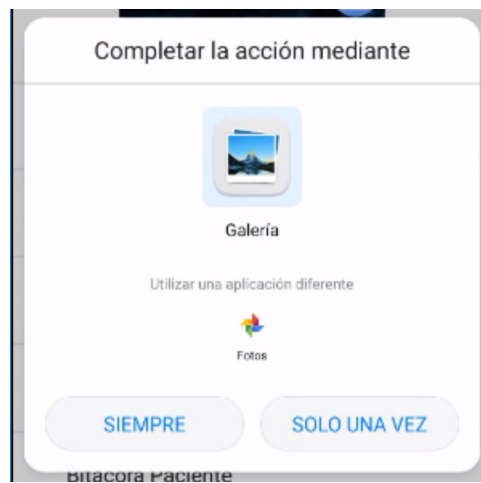 Completar la acción mediante
Galería
Utilizar una aplicación diferente
Fotos
SIEMPRE
SOLO UNA VEZ
Bitacora Paciente